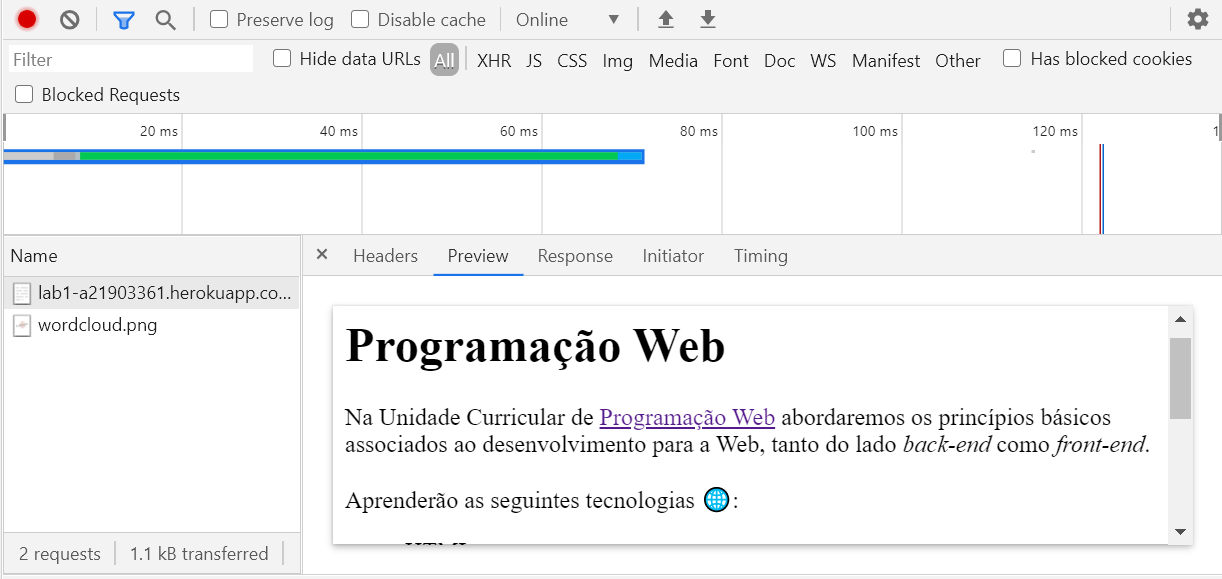 Preserve log Disable cache Online
Filter Hide data URLs All XHR JS CSS Img Media Font Doc WS Manifest Other Has blocked cookies
Blocked Requests
20 ms 40 ms 60 ms 80 ms 100 ms 120 ms 1
Name × Headers Preview Response Initiator Timing
lab1-a21903361.herokuapp.co...
wordcloud.png
Programação Web
Na Unidade Curricular de Programação Web abordaremos os princípios básicos
associados ao desenvolvimento para a Web, tanto do lado back-end como front-end.
Aprenderão as seguintes tecnologias 🌐:
2 requests 1.1 kB transferred